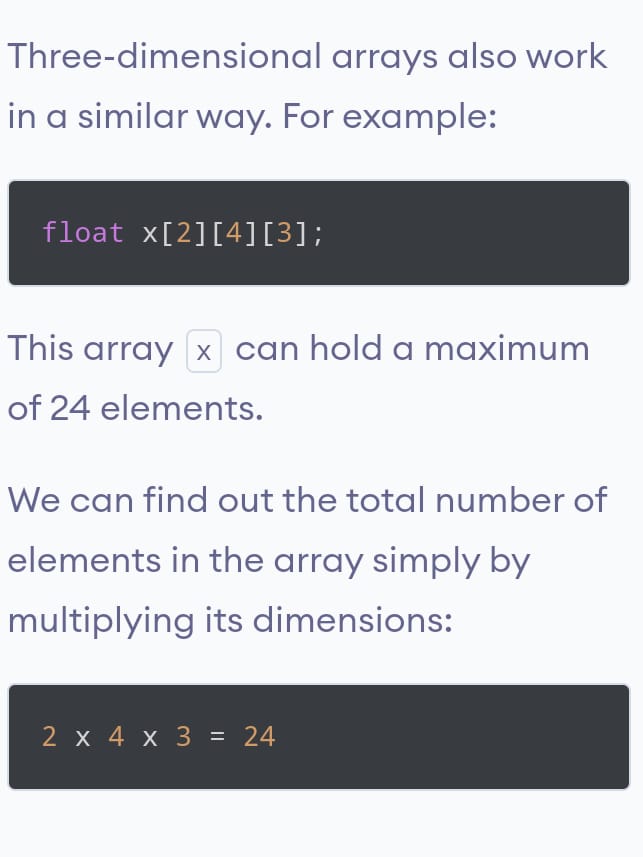 Three-dimensional arrays also work
in a similar way. For example:
float x[2][4][3];
This array x can hold a maximum
of 24 elements.
We can find out the total number of
elements in the array simply by
multiplying its dimensions:
2 x 4 x 3 = 24